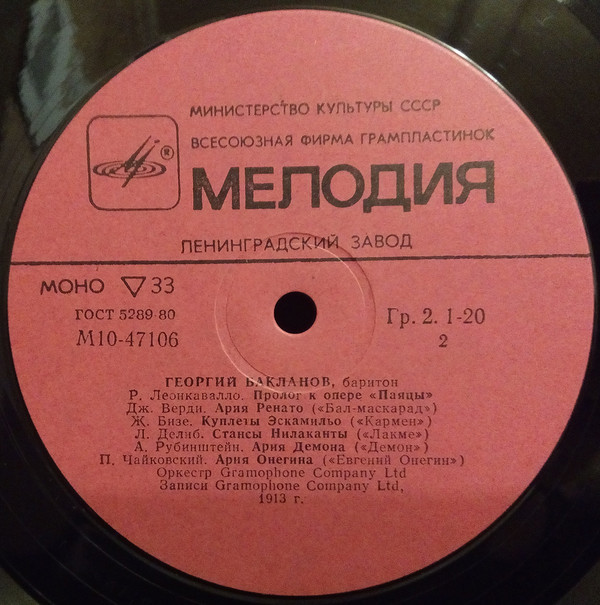 МИНИСТЕРСТВО КУЛЬТУРЫ СССР
ВСЕСОЮЗНАЯ ФИРМА ГРАМПЛАСТИНОК
®
МЕЛОДИЯ
ЛЕНИНГРАДСКИЙ ЗАВОД
МОНО ▽ 33
ГОСТ 5289-80
М10-47106
Гр. 2. 1-20
2
ГЕОРГИЙ БАКЛАНОВ, баритон
Р. Леонкавалло. Пролог к опере «Паяцы»
Дж. Верди. Ария Ренато («Бал-маскарад»)
Ж. Бизе. Куплеты Эскамильо («Кармен»)
Л. Делиб. Стансы Нилаканты («Лакме»)
А. Рубинштейн. Ария Демона («Демон»)
П. Чайковский. Ария Онегина («Евгений Онегин»)
Оркестр Gramophone Company Ltd
Записи Gramophone Company Ltd,
1913 г.